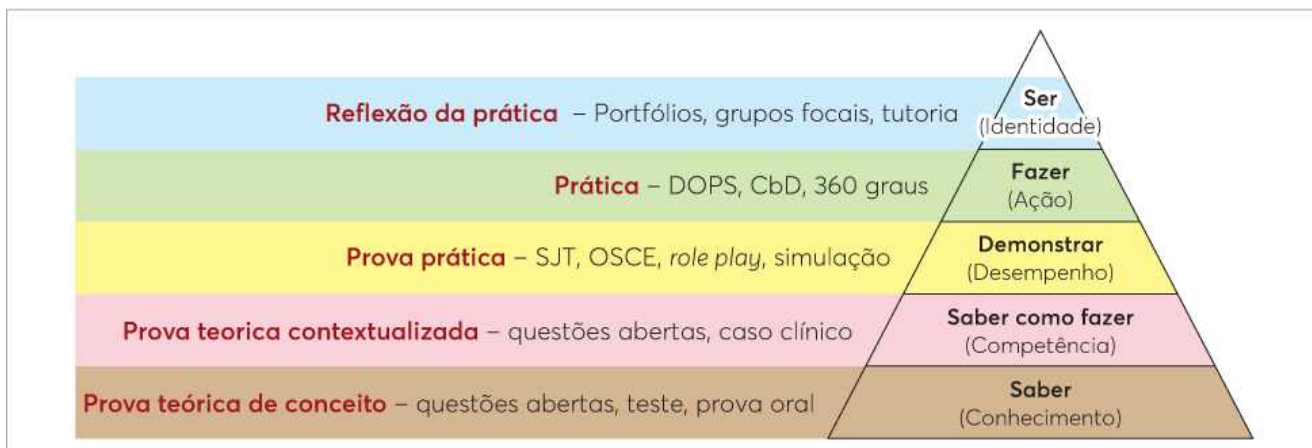 Reflexão da prática – Portfólios, grupos focais, tutoria
Ser
(Identidade)
Prática – DOPS, CbD, 360 graus
Fazer
(Ação)
Prova prática – SJT, OSCE, role play, simulação
Demonstrar
(Desempenho)
Prova teorica contextualizada – questões abertas, caso clínico
Saber como fazer
(Competência)
Prova teórica de conceito – questões abertas, teste, prova oral
Saber
(Conhecimento)